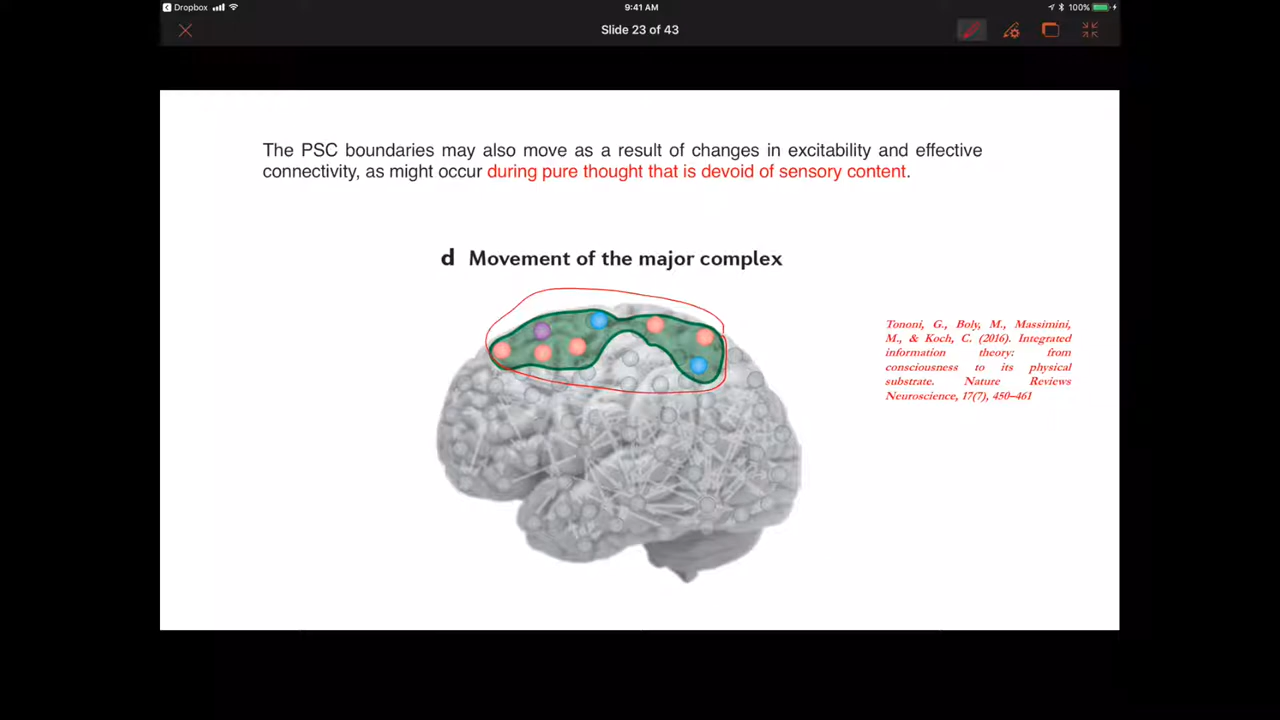 Dropbox
9:41 AM
100%
Slide 23 of 43
The PSC boundaries may also move as a result of changes in excitability and effective
connectivity, as might occur during pure thought that is devoid of sensory content.
d Movement of the major complex
Tononi, G., Boly, M., Massimini,
M., & Koch, C. (2016). Integrated
information theory: from
consciousness to its physical
substrate. Nature Reviews
Neuroscience, 17(7), 450–461